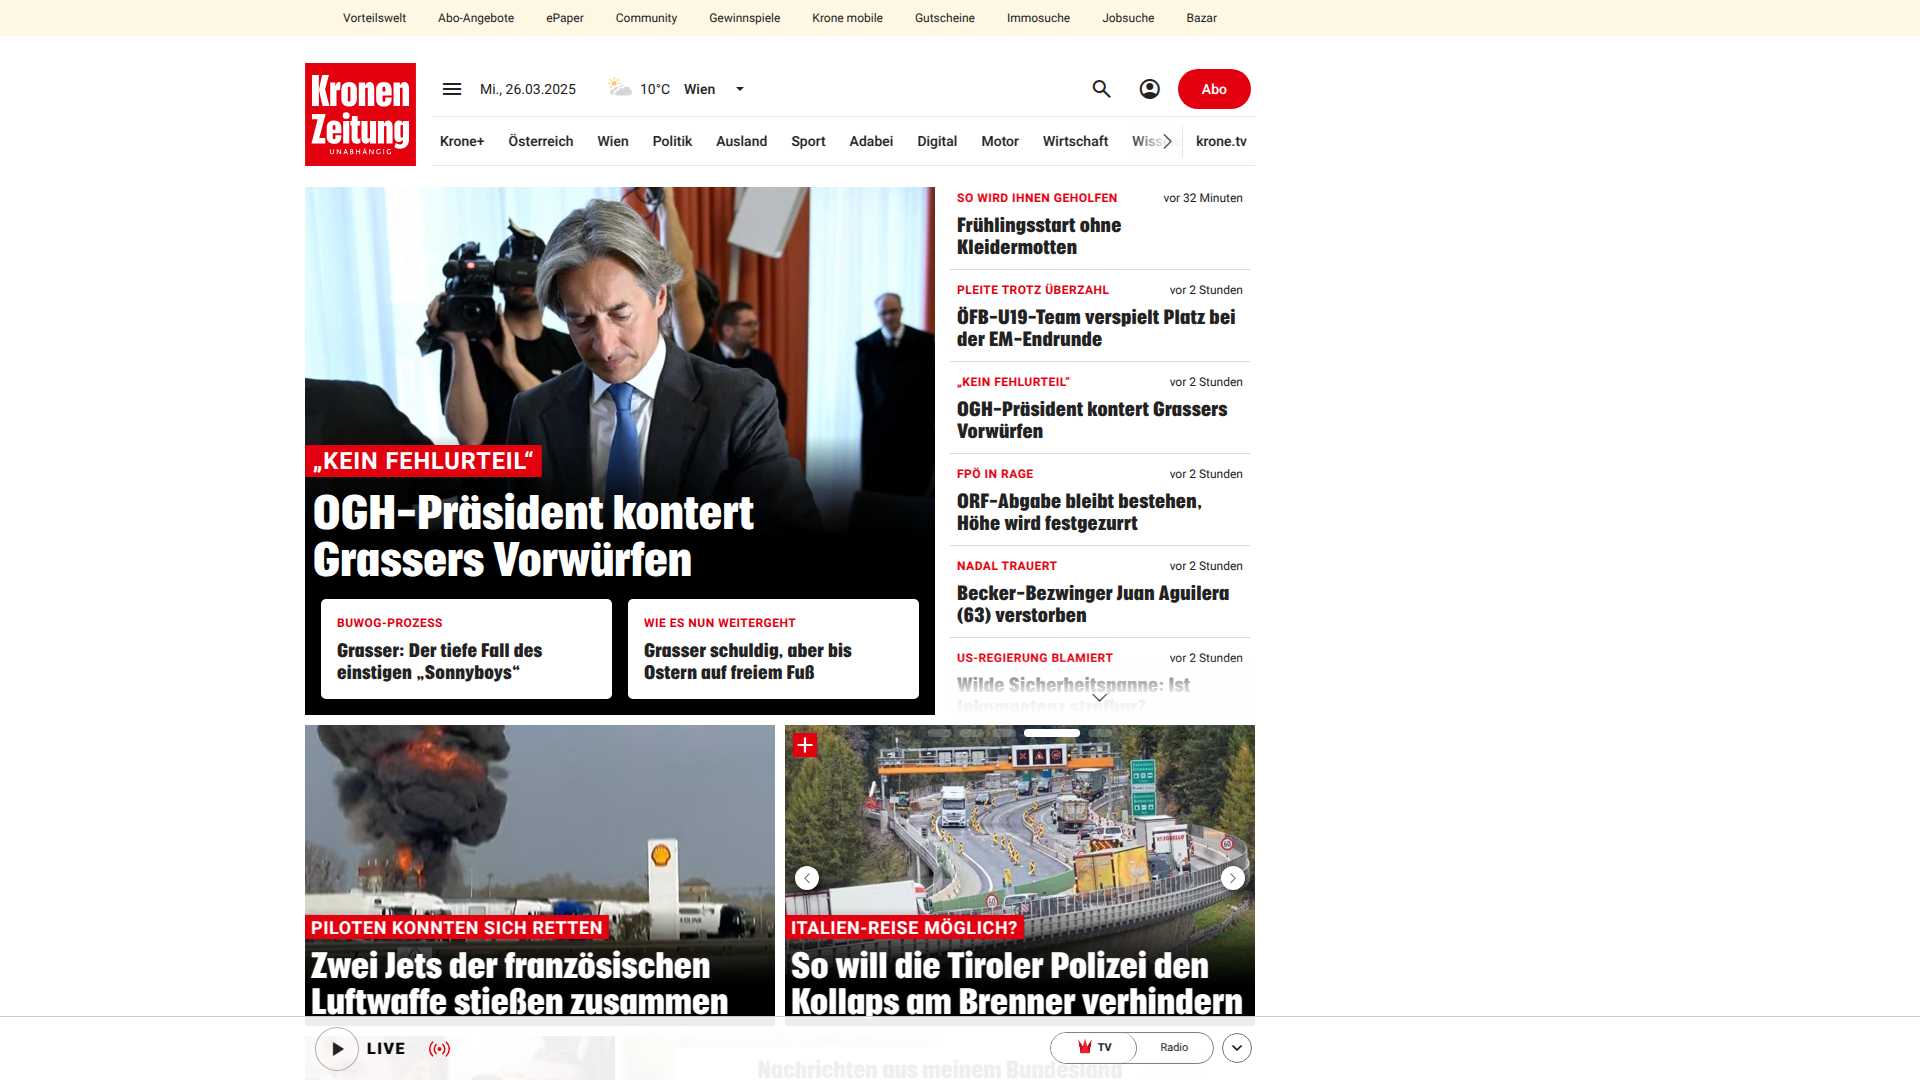 Vorteilswelt Abo-Angebote ePaper Community Gewinnspiele Krone mobile Gutscheine Immosuche Jobsuche Bazar
Kronen
Zeitung
UNABHÄNGIG
Mi., 26.03.2025 10°C Wien
Abo
Krone+ Österreich Wien Politik Ausland Sport Adabei Digital Motor Wirtschaft Wiss krone.tv
„KEIN FEHLURTEIL“
OGH-Präsident kontert
Grassers Vorwürfen
BUWOG-PROZESS
Grasser: Der tiefe Fall des
einstigen „Sonnyboys“
WIE ES NUN WEITERGEHT
Grasser schuldig, aber bis
Ostern auf freiem Fuß
SO WIRD IHNEN GEHOLFEN vor 32 Minuten
Frühlingsstart ohne
Kleidermotten
PLEITE TROTZ ÜBERZAHL vor 2 Stunden
ÖFB-U19-Team verspielt Platz bei
der EM-Endrunde
„KEIN FEHLURTEIL“ vor 2 Stunden
OGH-Präsident kontert Grassers
Vorwürfen
FPÖ IN RAGE vor 2 Stunden
ORF-Abgabe bleibt bestehen,
Höhe wird festgezurrt
NADAL TRAUERT vor 2 Stunden
Becker-Bezwinger Juan Aguilera
(63) verstorben
US-REGIERUNG BLAMIERT vor 2 Stunden
Wilde Sicherheitspanne: Ist
Inkompetenz strafbar?
PILOTEN KONNTEN SICH RETTEN
Zwei Jets der französischen
Luftwaffe stießen zusammen
60
60
ITALIEN-REISE MÖGLICH?
So will die Tiroler Polizei den
Kollaps am Brenner verhindern
LIVE
TV Radio
Nachrichten aus meinem Bundesland